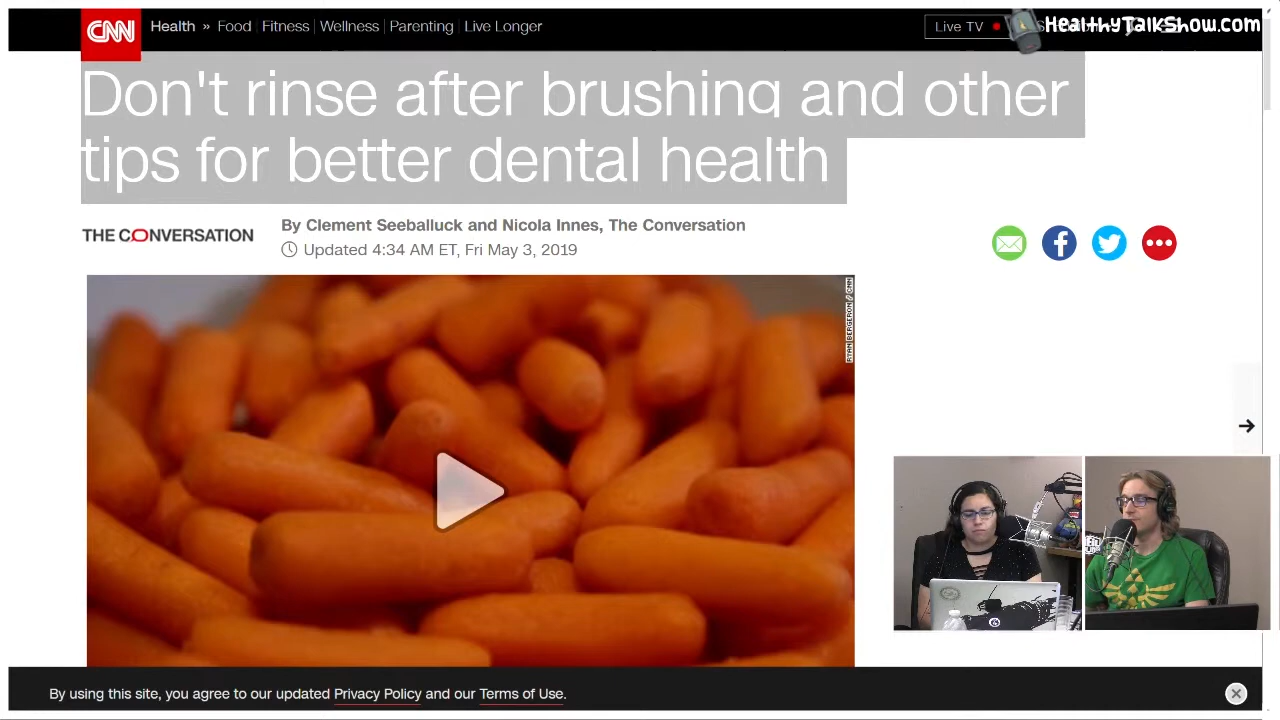 CNN
Health » Food Fitness Wellness Parenting Live Longer
Live TV
HealthyTalkShow.com
Don't rinse after brushing and other
tips for better dental health
THE CONVERSATION
By Clement Seeballuck and Nicola Innes, The Conversation
Updated 4:34 AM ET, Fri May 3, 2019
RYAN BERGERON / CNN
By using this site, you agree to our updated Privacy Policy and our Terms of Use.